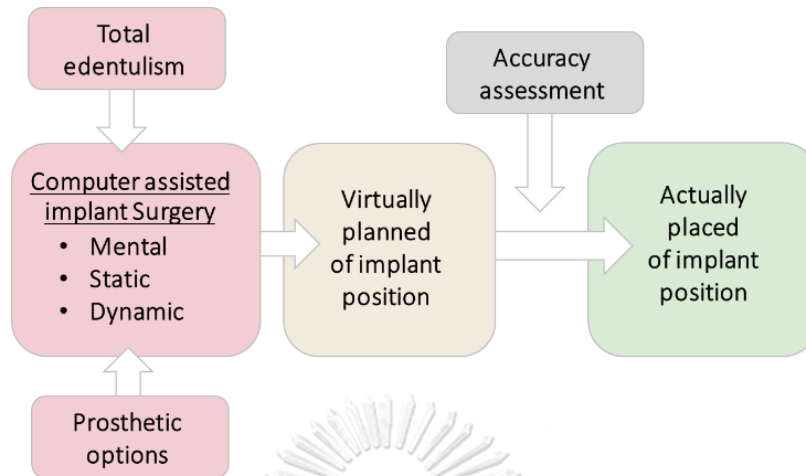 Total
edentulism
Accuracy
assessment
Computer assisted
implant Surgery
• Mental
• Static
• Dynamic
Virtually
planned
of implant
position
Actually
placed
of implant
position
Prosthetic
options